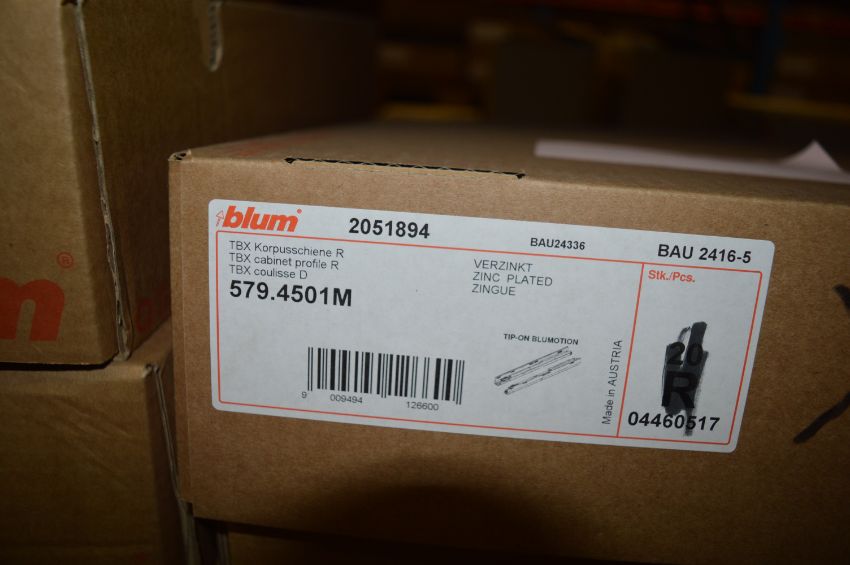 blum®
2051894
BAU24336
BAU 2416-5
TBX Korpusschiene R
TBX cabinet profile R
TBX coulisse D
579.4501M
VERZINKT
ZINC PLATED
ZINGUE
Stk./Pcs.
20
R
TIP-ON BLUMOTION
Made in AUSTRIA
9 009494 126600
04460517
m®